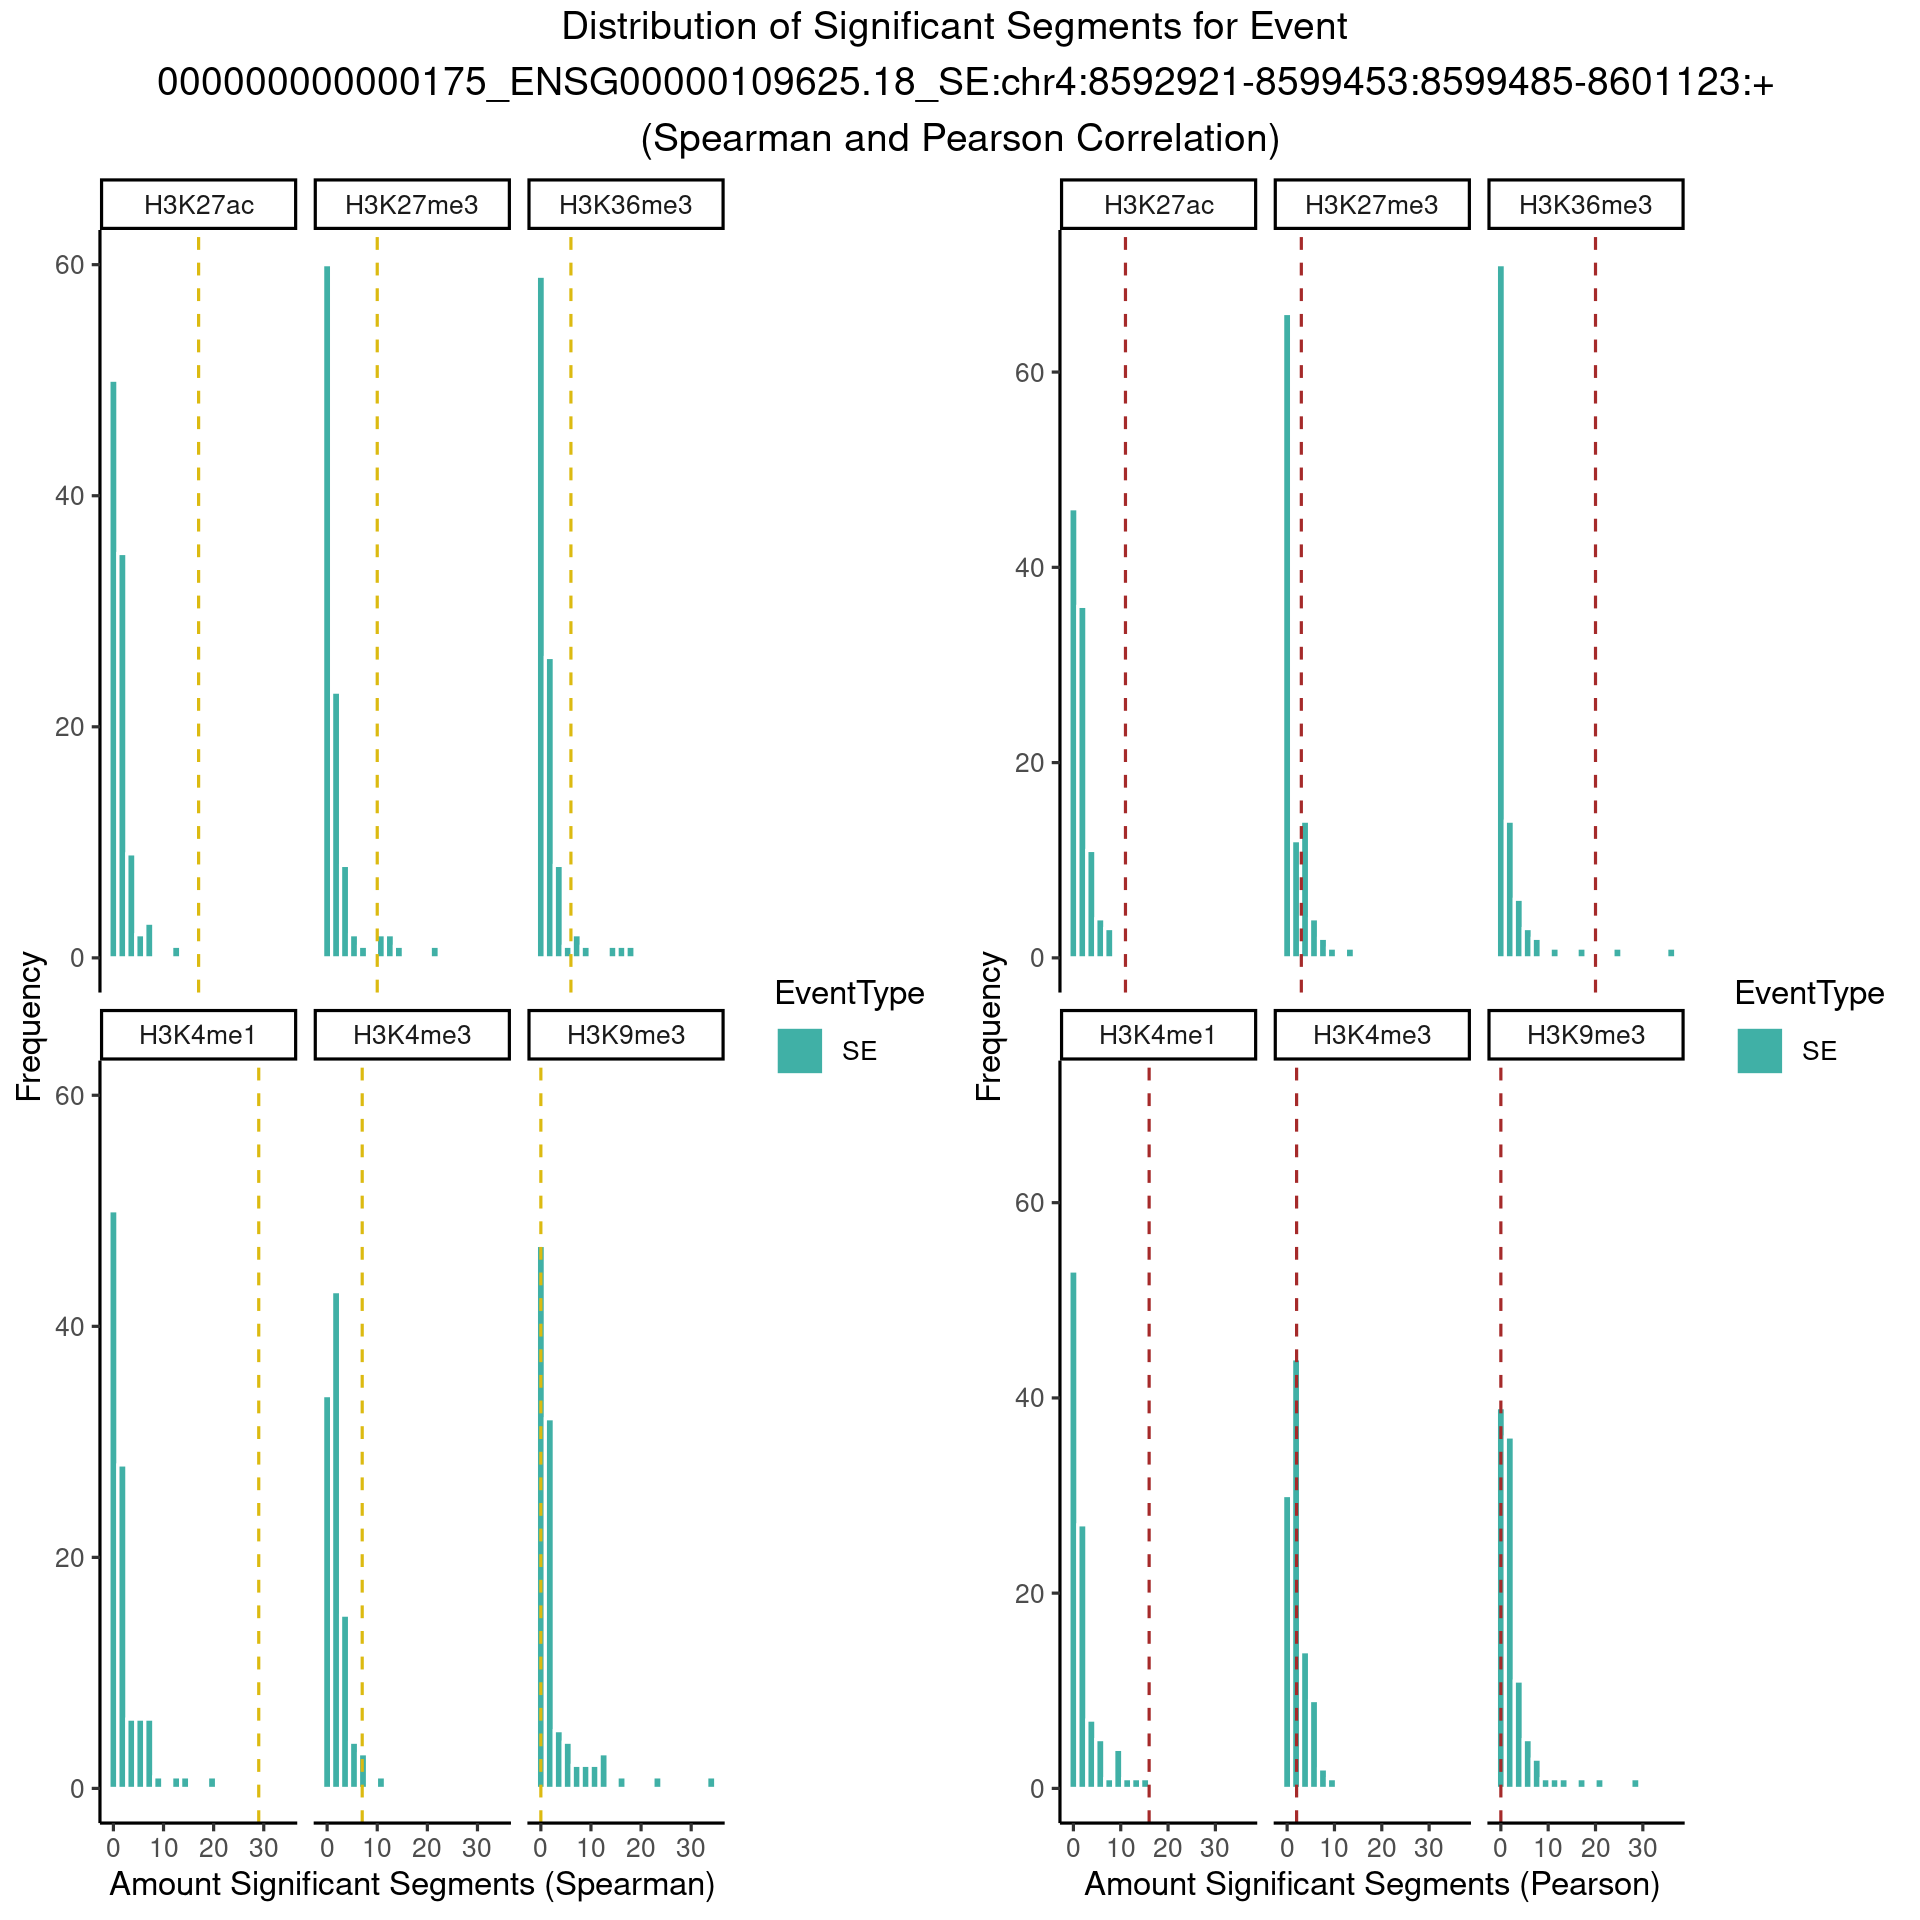 Distribution of Significant Segments for Event
000000000000175_ENSG00000109625.18_SE:chr4:8592921-8599453:8599485-8601123:+
(Spearman and Pearson Correlation)
H3K27ac H3K27me3 H3K36me3
60
40
20
0
H3K4me1 H3K4me3 H3K9me3
60
40
20
0
0 10 20 30 0 10 20 30 0 10 20 30
Amount Significant Segments (Spearman)
Frequency
EventType
SE
H3K27ac H3K27me3 H3K36me3
60
40
20
0
H3K4me1 H3K4me3 H3K9me3
60
40
20
0
0 10 20 30 0 10 20 30 0 10 20 30
Amount Significant Segments (Pearson)
Frequency
EventType
SE